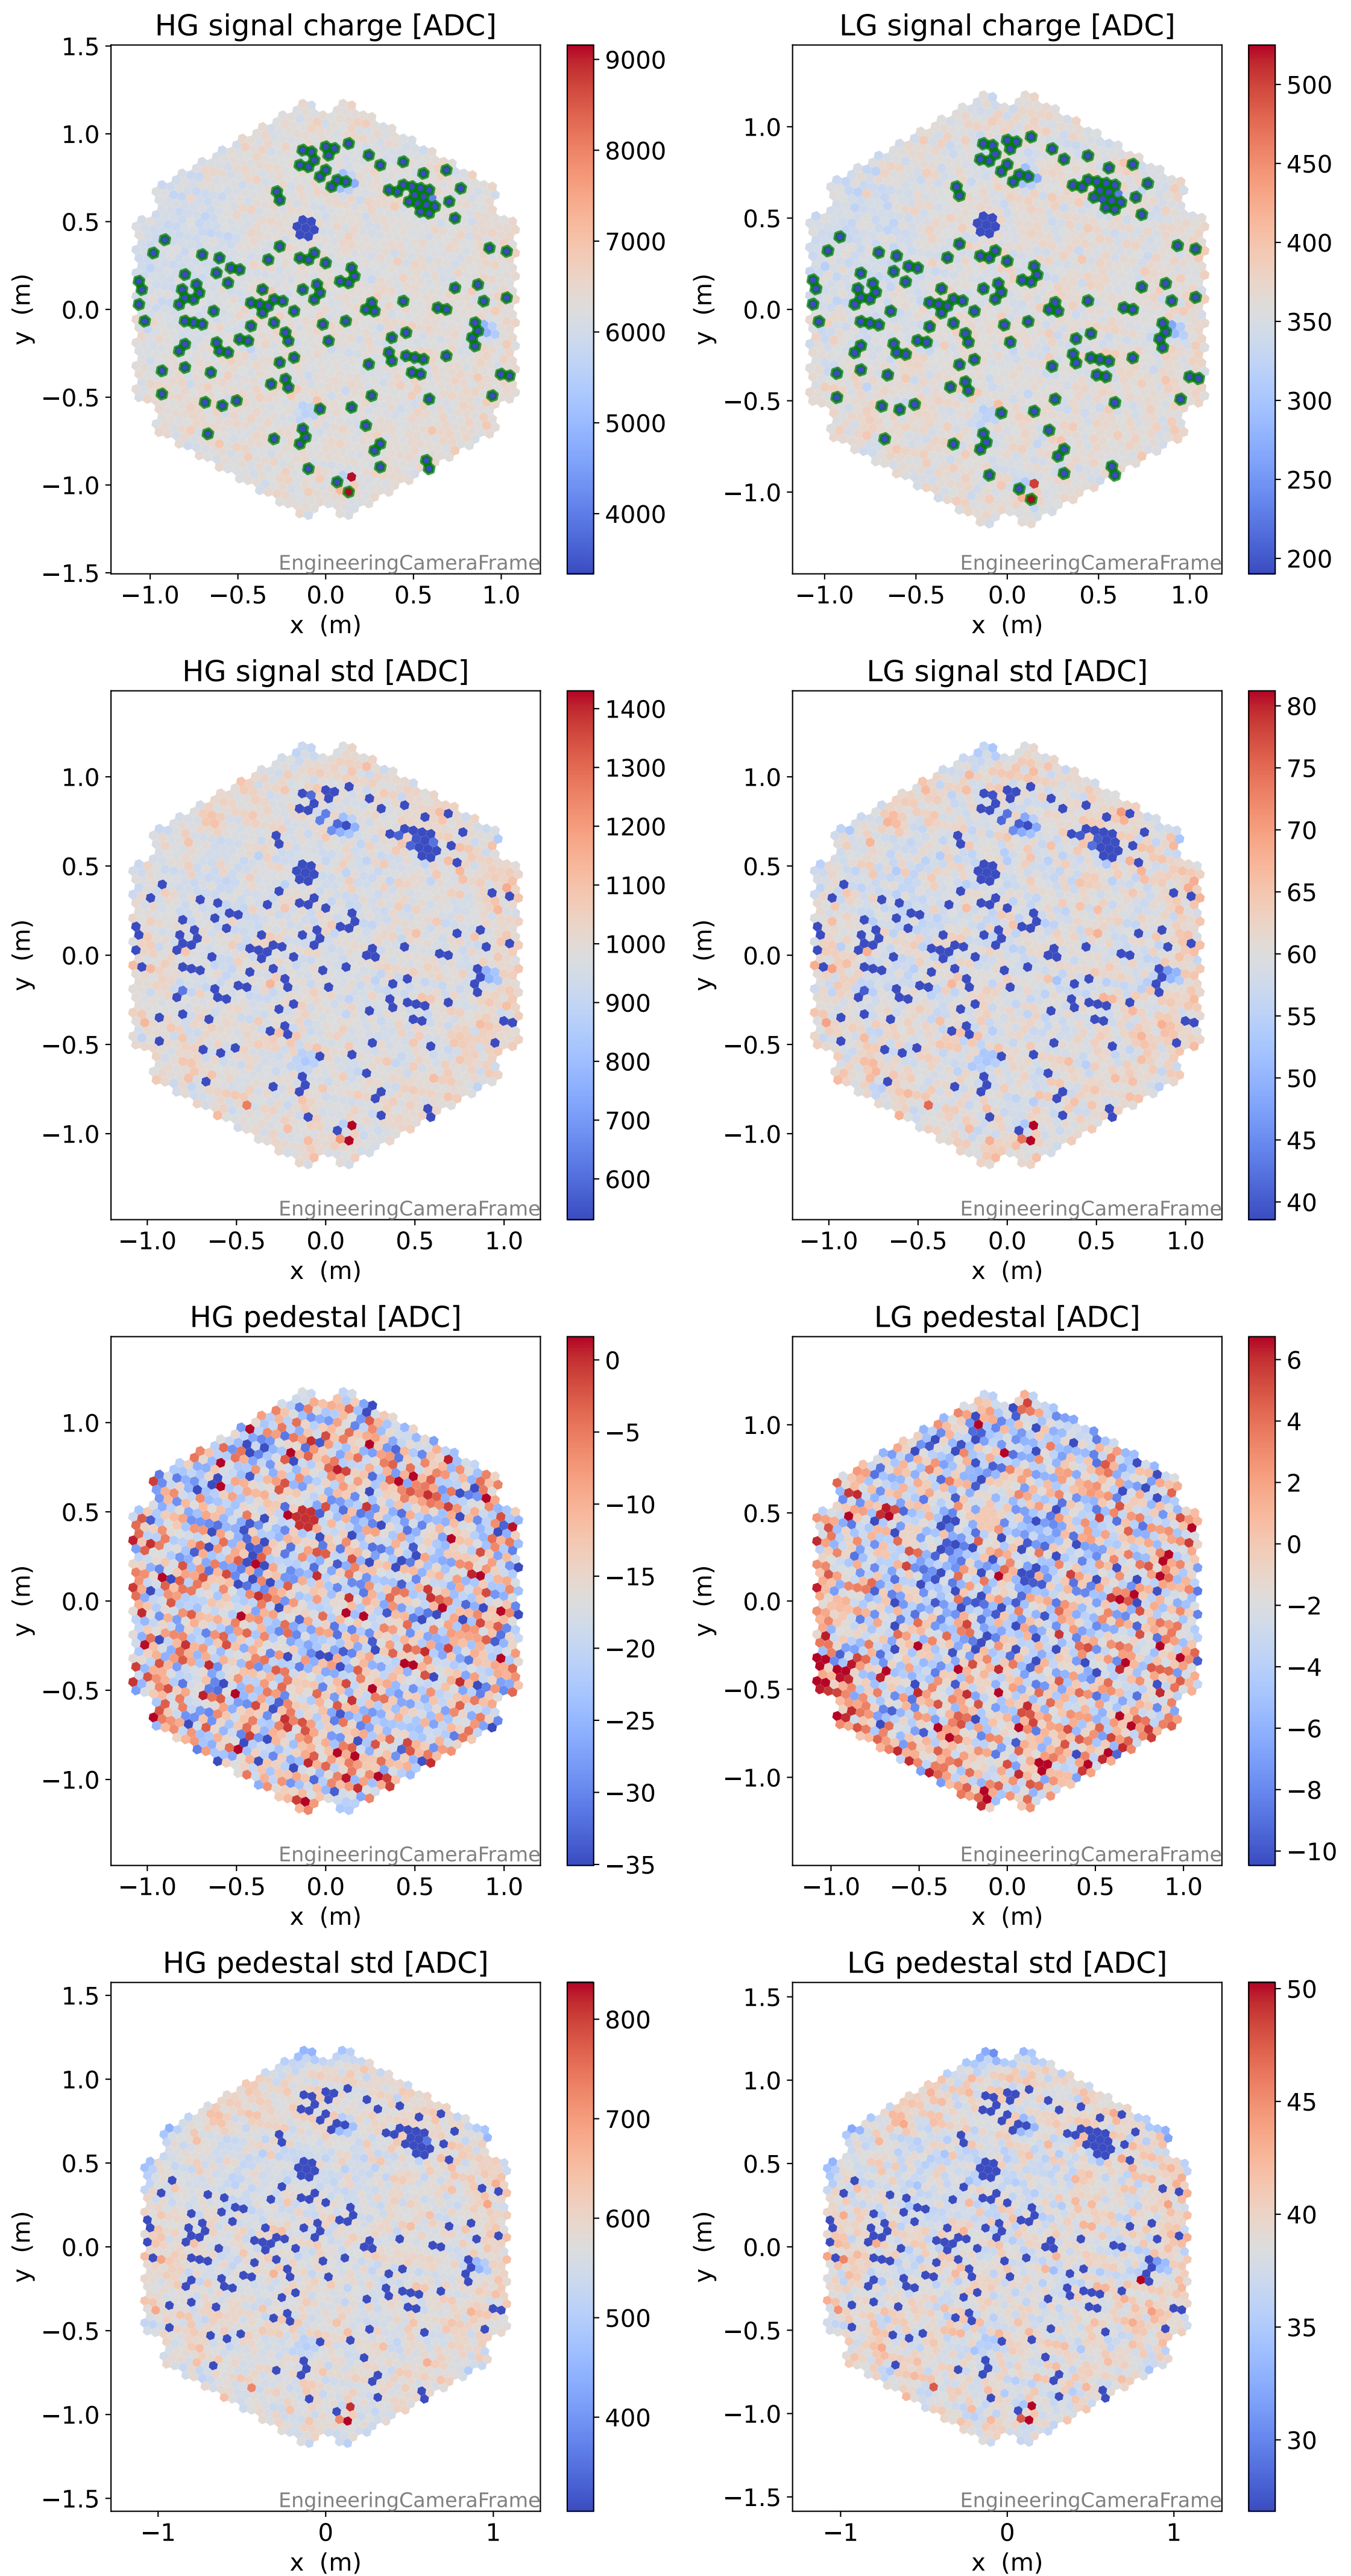 HG signal charge [ADC]
LG signal charge [ADC]
1.5
1.0
0.5
0.0
−0.5
−1.0
−1.5
y (m)
−1.0 −0.5 0.0 0.5 1.0
x (m)
EngineeringCameraFrame
9000
8000
7000
6000
5000
4000
1.0
0.5
0.0
−0.5
−1.0
y (m)
−1.0 −0.5 0.0 0.5 1.0
x (m)
EngineeringCameraFrame
500
450
400
350
300
250
200
HG signal std [ADC]
LG signal std [ADC]
1.0
0.5
0.0
−0.5
−1.0
y (m)
−1.0 −0.5 0.0 0.5 1.0
x (m)
EngineeringCameraFrame
1400
1300
1200
1100
1000
900
800
700
600
1.0
0.5
0.0
−0.5
−1.0
y (m)
−1.0 −0.5 0.0 0.5 1.0
x (m)
EngineeringCameraFrame
80
75
70
65
60
55
50
45
40
HG pedestal [ADC]
LG pedestal [ADC]
1.0
0.5
0.0
−0.5
−1.0
y (m)
−1.0 −0.5 0.0 0.5 1.0
x (m)
EngineeringCameraFrame
0
−5
−10
−15
−20
−25
−30
−35
1.0
0.5
0.0
−0.5
−1.0
y (m)
−1.0 −0.5 0.0 0.5 1.0
x (m)
EngineeringCameraFrame
6
4
2
0
−2
−4
−6
−8
−10
HG pedestal std [ADC]
LG pedestal std [ADC]
1.5
1.0
0.5
0.0
−0.5
−1.0
−1.5
y (m)
−1 0 1
x (m)
EngineeringCameraFrame
800
700
600
500
400
1.5
1.0
0.5
0.0
−0.5
−1.0
−1.5
y (m)
−1 0 1
x (m)
EngineeringCameraFrame
50
45
40
35
30